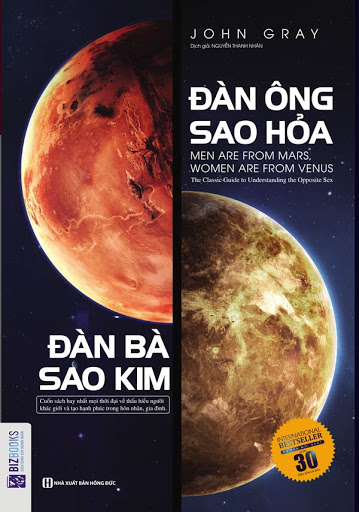 JOHN GRAY
Dịch giả: NGUYỄN THÀNH NHÂN
ĐÀN ÔNG
SAO HỎA
MEN ARE FROM MARS,
WOMEN ARE FROM VENUS
The Classic Guide to Understanding the Opposite Sex
ĐÀN BÀ
SAO KIM
Cuốn sách hay nhất mọi thời đại về thấu hiểu người
khác giới và tạo hạnh phúc trong hôn nhân, gia đình.
BIZBOOKS
NHÀ XUẤT BẢN HỒNG ĐỨC
INTERNATIONAL
BESTSELLER
30